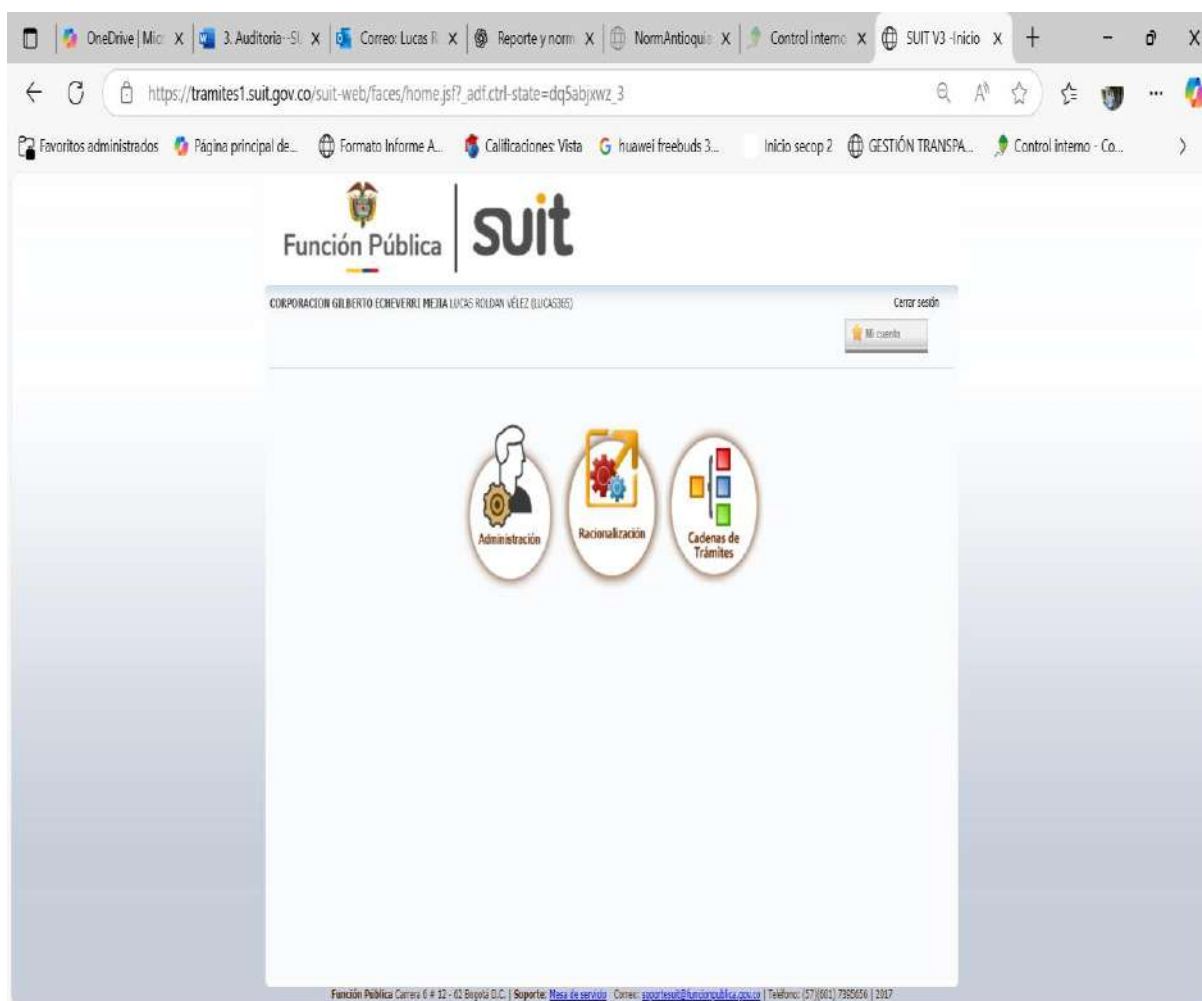 OneDrive | Mic
3. Auditoria--SU
Correo: Lucas R
Reporte y norm
NormAntioquia
Control interno
SUIT V3 -Inicio
https://tramites1.suit.gov.co/suit-web/faces/home.jsf?_adf.ctrl-state=dq5abjxwz_3
Favoritos administrados
Página principal de...
Formato Informe A...
Calificaciones: Vista
huawei freebuds 3...
Inicio secop 2
GESTIÓN TRANSPA...
Control interno - Co...
Función Pública
suit
CORPORACION GILBERTO ECHEVERRI MEJIA LUCAS ROLDAN VÉLEZ (LUCAS365)
Cerrar sesión
Mi cuenta
Administración
Racionalización
Cadenas de
Trámites
Función Pública Carrera 6 # 12 - 62 Bogotá D.C. | Soporte: Mesa de servicio Correo: soportesuit@funcionpublica.gov.co | Teléfono: (57)(601) 7395656 | 2017